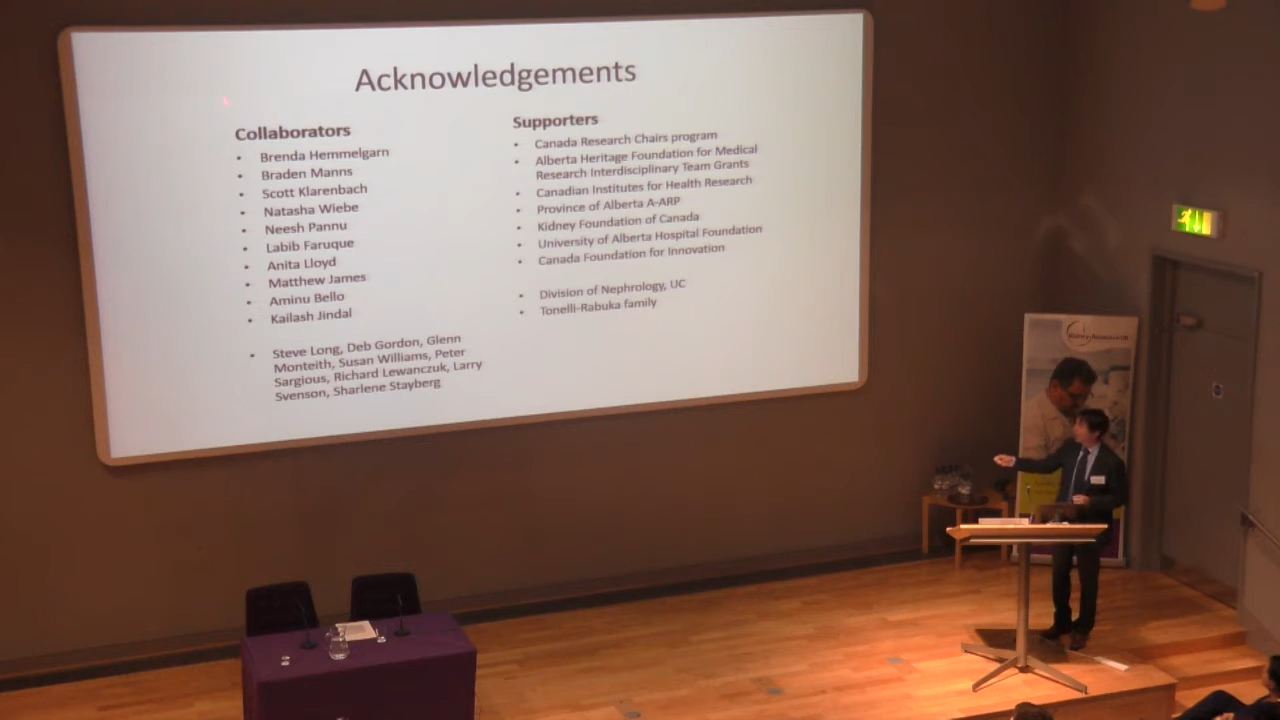 Acknowledgements
Collaborators
• Brenda Hemmelgarn
• Braden Manns
• Scott Klarenbach
• Natasha Wiebe
• Neesh Pannu
• Labib Faruque
• Anita Lloyd
• Matthew James
• Aminu Bello
• Kailash Jindal
• Steve Long, Deb Gordon, Glenn
Monteith, Susan Williams, Peter
Sargious, Richard Lewanczuk, Larry
Svenson, Sharlene Stayberg
Supporters
• Canada Research Chairs program
• Alberta Heritage Foundation for Medical
Research Interdisciplinary Team Grants
• Canadian Institutes for Health Research
• Province of Alberta A-ARP
• Kidney Foundation of Canada
• University of Alberta Hospital Foundation
• Canada Foundation for Innovation
• Division of Nephrology, UC
• Tonelli-Rabuka family
Kidney Research UK